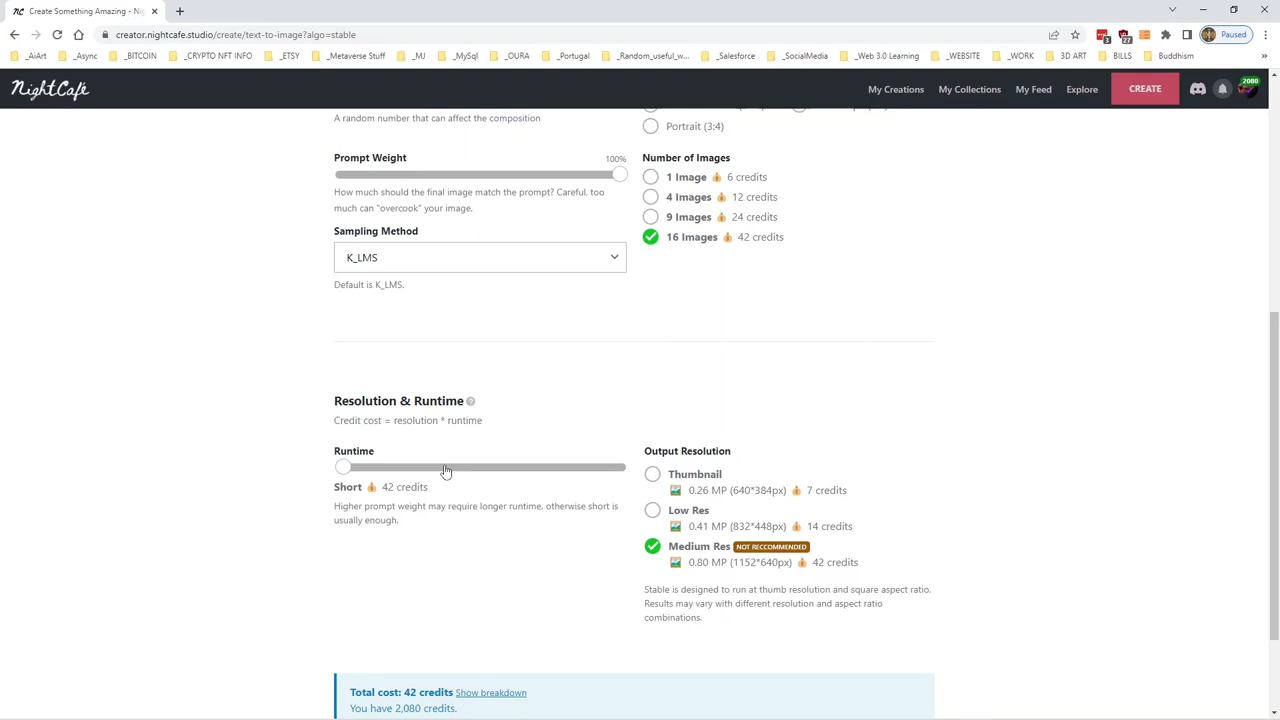 NC Create Something Amazing - Nig
creator.nightcafe.studio/create/text-to-image?algo=stable
3
27
Paused
_AiArt
_Async
_BITCOIN
_CRYPTO NFT INFO
_ETSY
_Metaverse Stuff
_MJ
_MySql
_OURA
_Portugal
_Random_useful_w...
_Salesforce
_SocialMedia
_Web 3.0 Learning
_WEBSITE
_WORK
3D ART
BILLS
Buddhism
»
NightCafe
My Creations
My Collections
My Feed
Explore
CREATE
2080
A random number that can affect the composition
Portrait (3:4)
Prompt Weight
100%
How much should the final image match the prompt? Careful, too
much can "overcook" your image.
Sampling Method
K_LMS
Default is K_LMS.
Number of Images
1 Image 6 credits
4 Images 12 credits
9 Images 24 credits
16 Images 42 credits
Resolution & Runtime ?
Credit cost = resolution * runtime
Runtime
Short 42 credits
Higher prompt weight may require longer runtime, otherwise short is
usually enough.
Output Resolution
Thumbnail
0.26 MP (640*384px) 7 credits
Low Res
0.41 MP (832*448px) 14 credits
Medium Res NOT RECCOMMENDED
0.80 MP (1152*640px) 42 credits
Stable is designed to run at thumb resolution and square aspect ratio.
Results may vary with different resolution and aspect ratio
combinations.
Total cost: 42 credits Show breakdown
You have 2,080 credits.